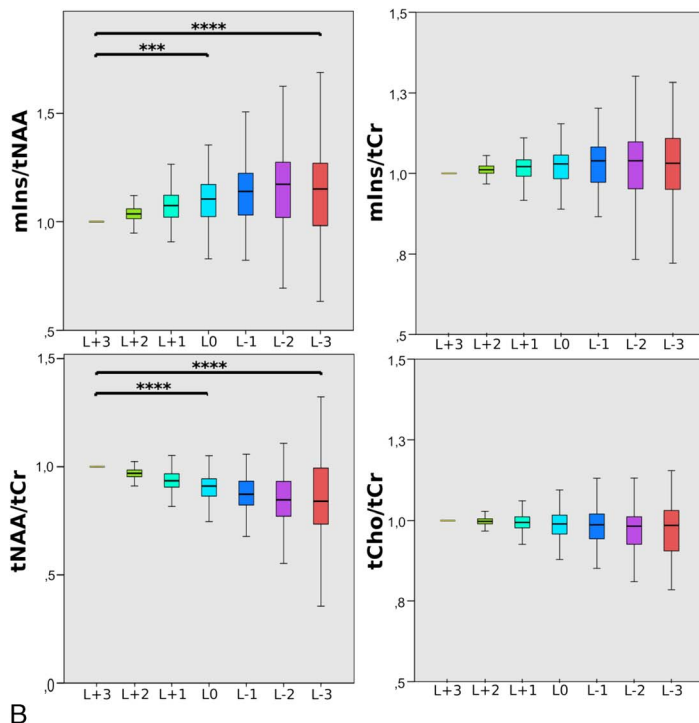 ****
***
1,5
1,0
,5
mIns/tNAA
L+3 L+2 L+1 L0 L-1 L-2 L-3
1,5
1,3
1,0
,8
,5
mIns/tCr
L+3 L+2 L+1 L0 L-1 L-2 L-3
****
****
1,5
1,0
,5
,0
tNAA/tCr
L+3 L+2 L+1 L0 L-1 L-2 L-3
1,5
1,3
1,0
,8
,5
tCho/tCr
L+3 L+2 L+1 L0 L-1 L-2 L-3
B